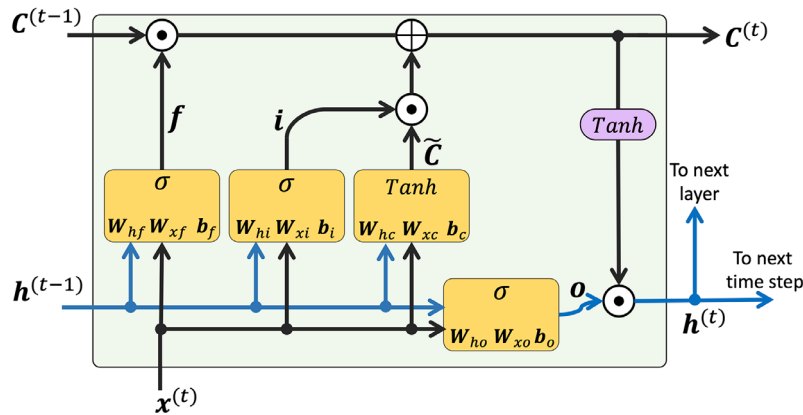 C^(t−1)
C^(t)
f
i
C̃
Tanh
To next
layer
σ
W_hf W_xf b_f
σ
W_hi W_xi b_i
Tanh
W_hc W_xc b_c
To next
time step
h^(t−1)
σ
W_ho W_xo b_o
o
h^(t)
x^(t)